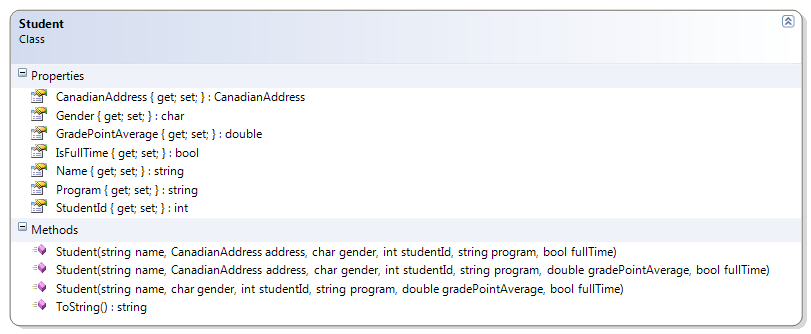 Student
Class
Properties
CanadianAddress { get; set; } : CanadianAddress
Gender { get; set; } : char
GradePointAverage { get; set; } : double
IsFullTime { get; set; } : bool
Name { get; set; } : string
Program { get; set; } : string
StudentId { get; set; } : int
Methods
Student(string name, CanadianAddress address, char gender, int studentId, string program, bool fullTime)
Student(string name, CanadianAddress address, char gender, int studentId, string program, double gradePointAverage, bool fullTime)
Student(string name, char gender, int studentId, string program, double gradePointAverage, bool fullTime)
ToString() : string